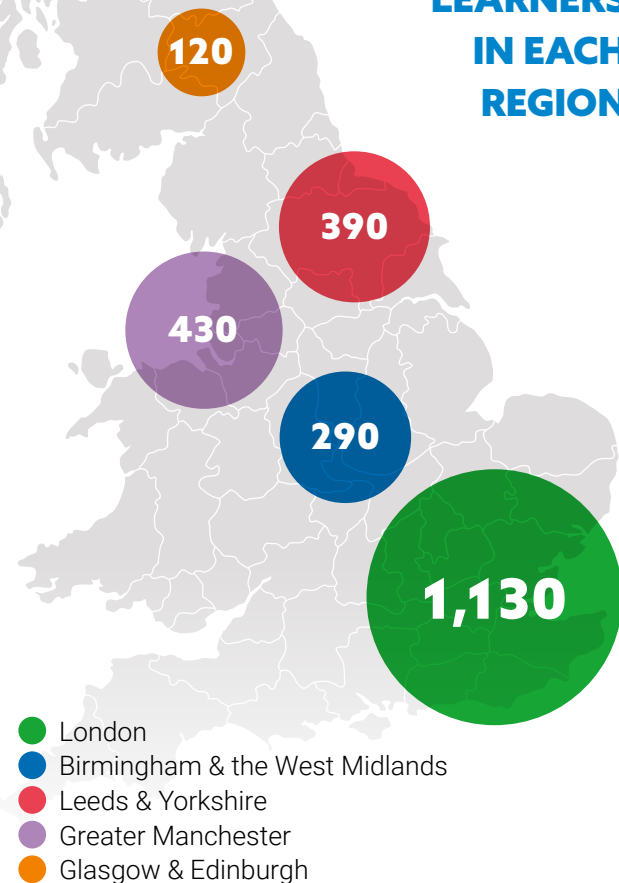 LEARNERS
IN EACH
REGION
120
390
430
290
1,130
London
Birmingham & the West Midlands
Leeds & Yorkshire
Greater Manchester
Glasgow & Edinburgh